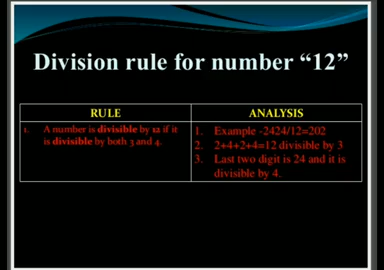 Division rule for number “12”
RULE
1. A number is divisible by 12 if it
is divisible by both 3 and 4.
ANALYSIS
1. Example -2424/12=202
2. 2+4+2+4=12 divisible by 3
3. Last two digit is 24 and it is
divisible by 4.